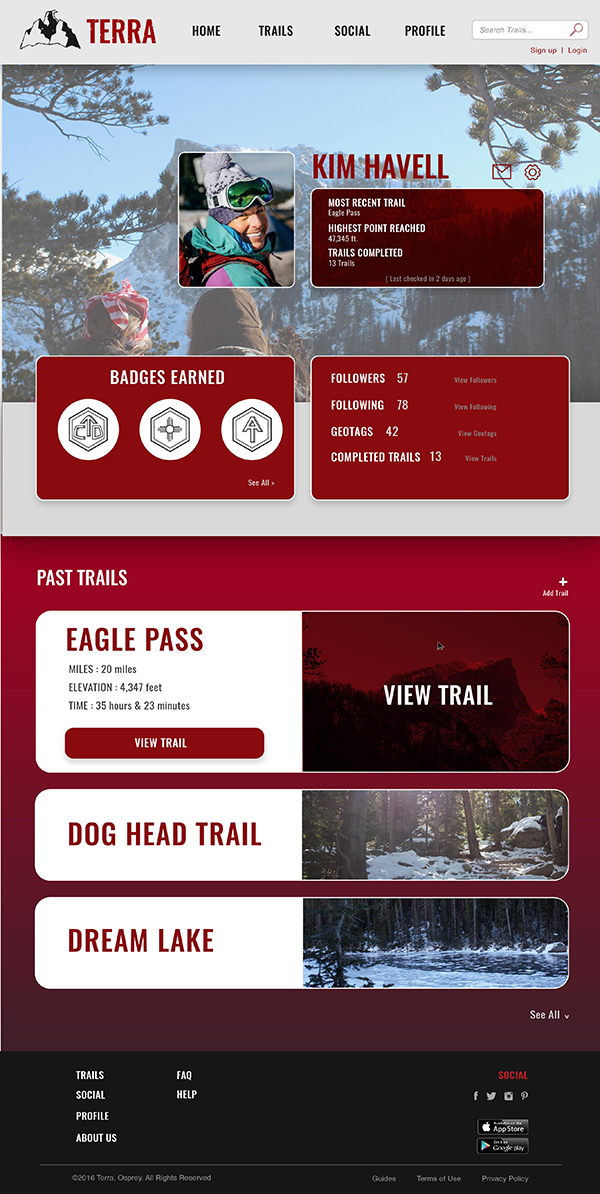 TERRA
HOME TRAILS SOCIAL PROFILE
Search Trails...
Sign up | Login
KIM HAVELL
MOST RECENT TRAIL
Eagle Pass
HIGHEST POINT REACHED
47,345 ft.
TRAILS COMPLETED
13 Trails
( Last checked in 2 days ago )
BADGES EARNED
CTD
See All >
FOLLOWERS 57 View Followers
FOLLOWING 78 View Following
GEOTAGS 42 View Geotags
COMPLETED TRAILS 13 View Trails
PAST TRAILS
+
Add Trail
EAGLE PASS
MILES : 20 miles
ELEVATION : 4,347 feet
TIME : 35 hours & 23 minutes
VIEW TRAIL
VIEW TRAIL
DOG HEAD TRAIL
DREAM LAKE
See All v
TRAILS FAQ SOCIAL
SOCIAL HELP
PROFILE
ABOUT US
Available on the
App Store
Google play
©2016 Terra, Osprey. All Rights Reserved Guides Terms of Use Privacy Policy